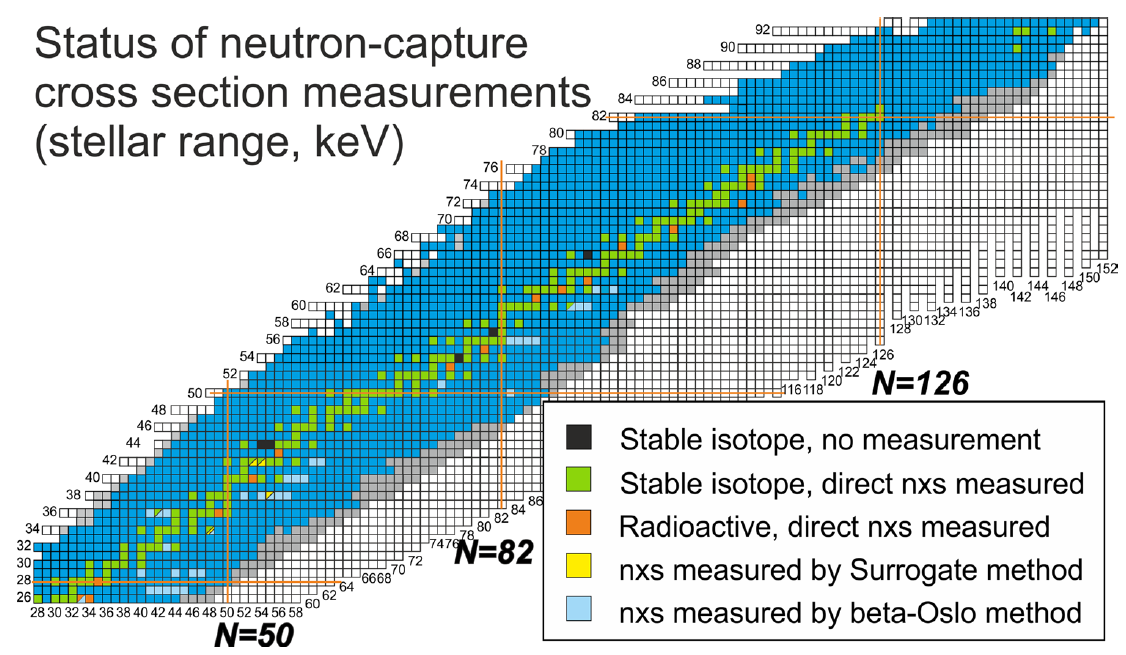 Status of neutron-capture
cross section measurements
(stellar range, keV)
92
90
88
86
84
82
80
78
76
74
72
70
68
66
64
62
60
58
56
54
52
50
48
46
44
42
40
38
36
34
32
30
28
26
28 30 32 34 36 38 40 42 44 46 48 50 52 54 56 58 60 62 64 66 68 70 72 74 76 78 80 82 84 86
116 118 120 122 124 126 128 130 132 134 136 138 140 142 144 146 148 150 152
N=50
N=82
N=126
Stable isotope, no measurement
Stable isotope, direct nxs measured
Radioactive, direct nxs measured
nxs measured by Surrogate method
nxs measured by beta-Oslo method